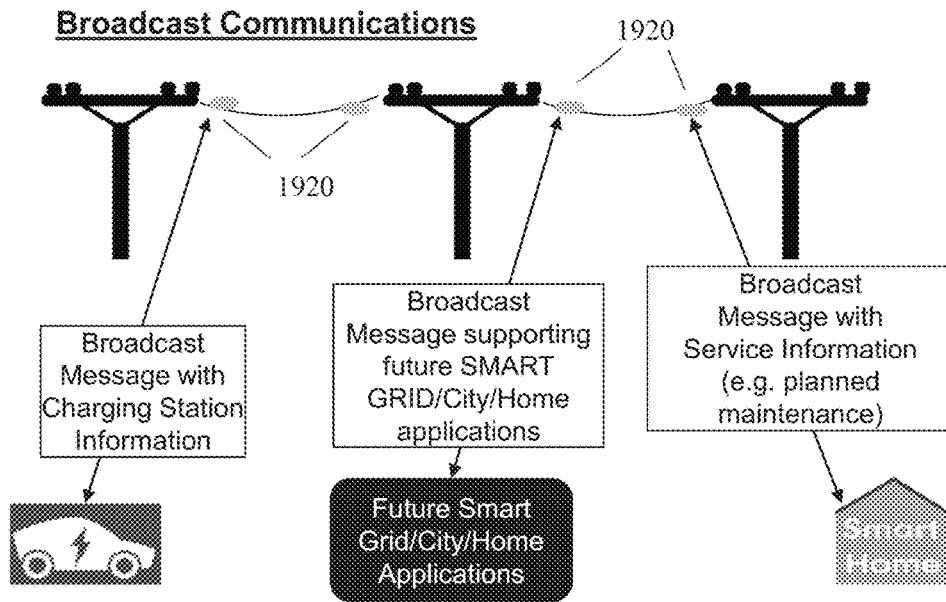 Broadcast Communications
1920
1920
Broadcast
Message with
Charging Station
Information
Broadcast
Message supporting
future SMART
GRID/City/Home
applications
Broadcast
Message with
Service Information
(e.g. planned
maintenance)
Future Smart
Grid/City/Home
Applications
Smart
Home